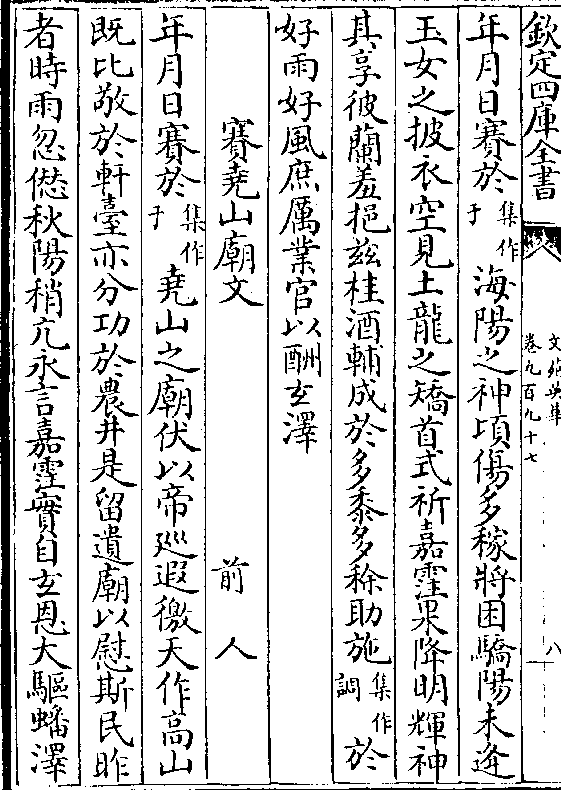 欽定四庫全書
文苑英華
卷九百九十七
八
年月日賽於集作于海陽之神頃傷多稼將困驕陽未逢
玉女之披衣空見土龍之矯首式祈嘉霔果降明輝神
其享彼蘭羞挹兹桂酒輔成於多黍多稌助施集作調於
好雨好風庶厲業官以酬玄澤
賽堯山廟文
前人
年月日賽於集作于堯山之廟伏以帝廵遐徼天作高山
既比敬於軒臺亦分功於農井是留遺廟以慰斯民昨
者時雨忽愆秋陽稍亢永言嘉霔實自玄恩大驅蟠澤